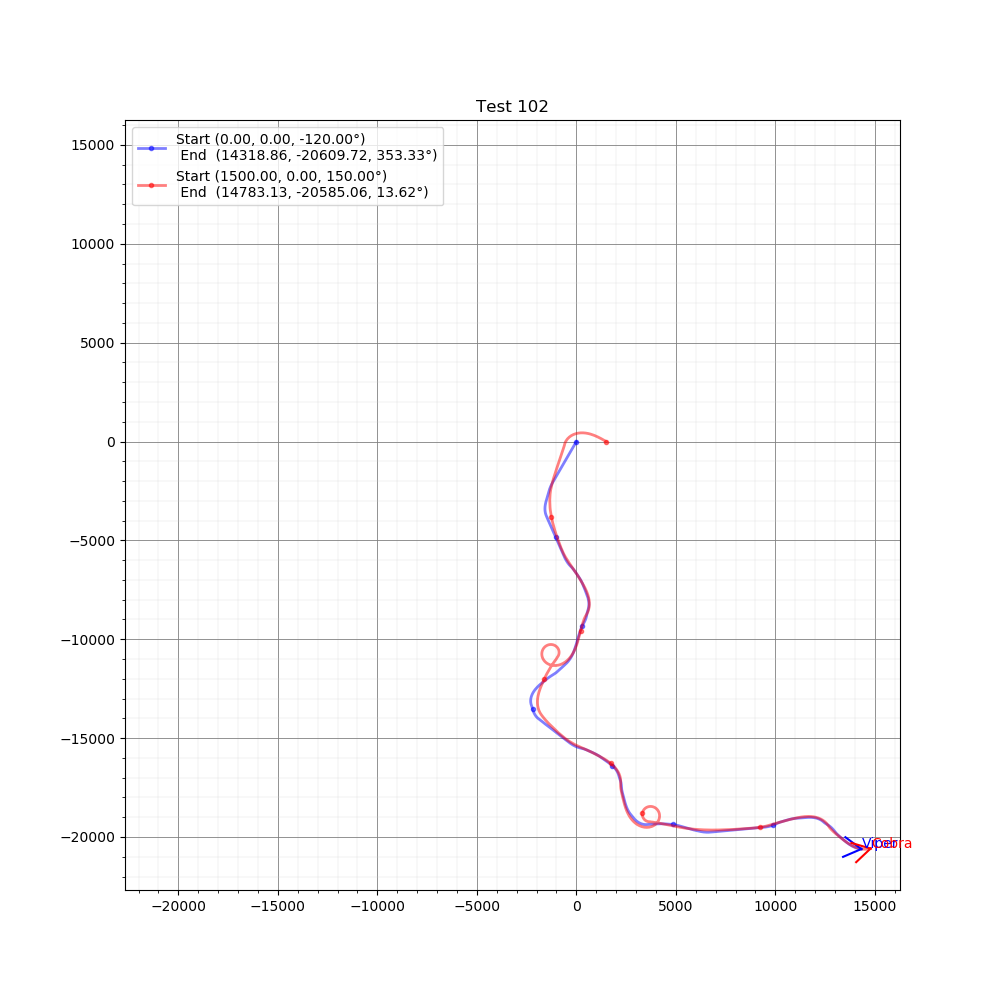 Test 102
Start (0.00, 0.00, -120.00°)
End (14318.86, -20609.72, 353.33°)
Start (1500.00, 0.00, 150.00°)
End (14783.13, -20585.06, 13.62°)
15000
10000
5000
0
−5000
−10000
−15000
−20000
Viper
Cobra
−20000 −15000 −10000 −5000 0 5000 10000 15000